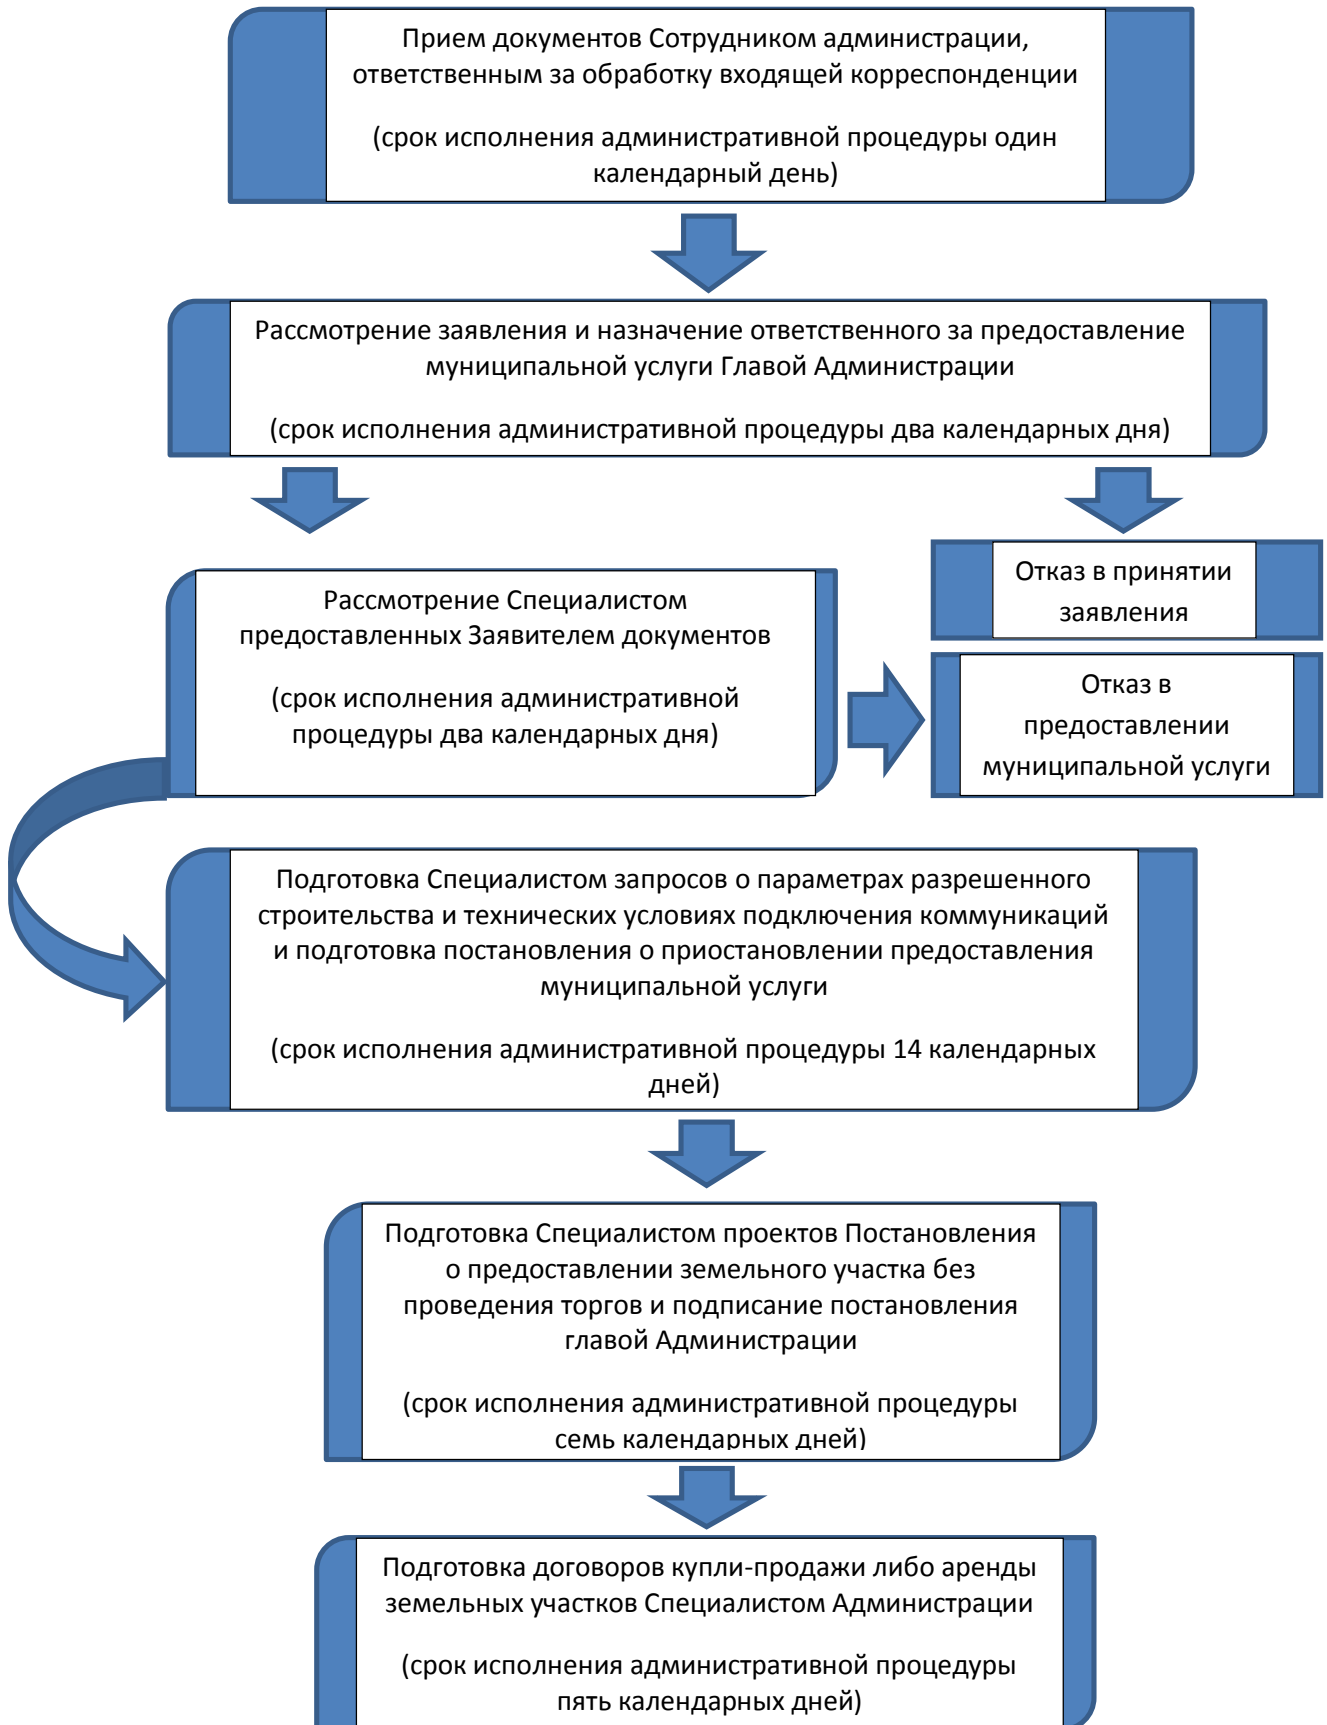 Прием документов Сотрудником администрации,
ответственным за обработку входящей корреспонденции
(срок исполнения административной процедуры один
календарный день)
Рассмотрение заявления и назначение ответственного за предоставление
муниципальной услуги Главой Администрации
(срок исполнения административной процедуры два календарных дня)
Отказ в принятии
заявления
Рассмотрение Специалистом
предоставленных Заявителем документов
(срок исполнения административной
процедуры два календарных дня)
Отказ в
предоставлении
муниципальной услуги
Подготовка Специалистом запросов о параметрах разрешенного
строительства и технических условиях подключения коммуникаций
и подготовка постановления о приостановлении предоставления
муниципальной услуги
(срок исполнения административной процедуры 14 календарных
дней)
Подготовка Специалистом проектов Постановления
о предоставлении земельного участка без
проведения торгов и подписание постановления
главой Администрации
(срок исполнения административной процедуры
семь календарных дней)
Подготовка договоров купли-продажи либо аренды
земельных участков Специалистом Администрации
(срок исполнения административной процедуры
пять календарных дней)